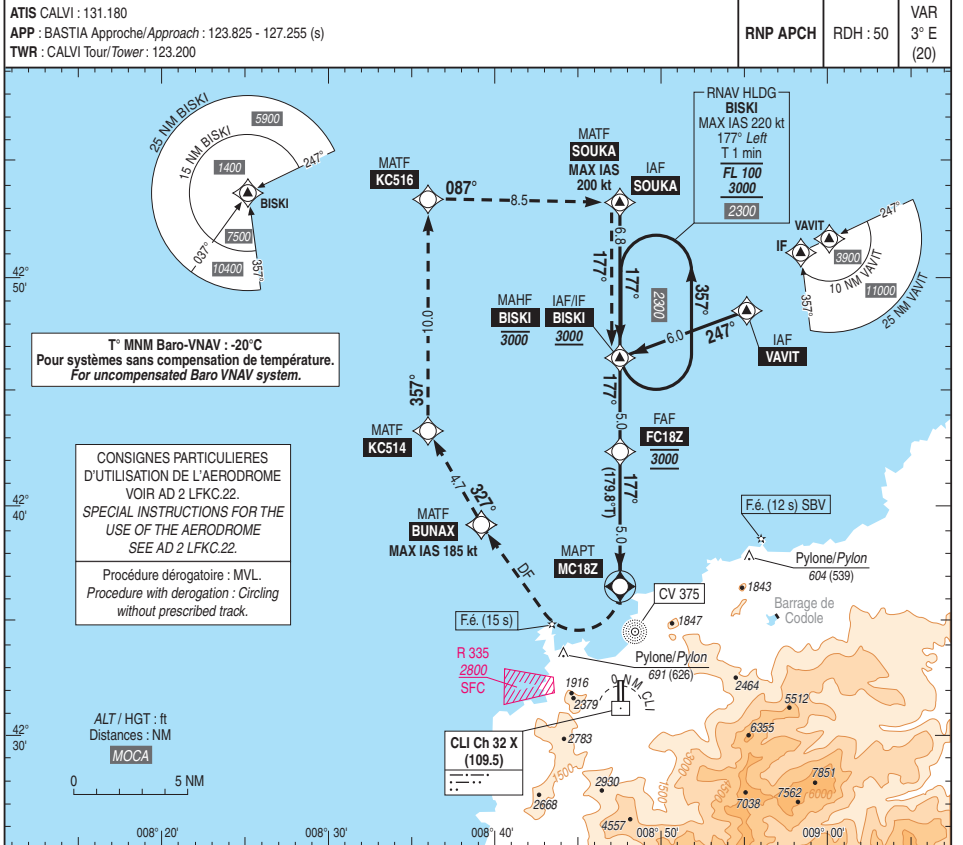 ATIS CALVI : 131.180
APP : BASTIA Approche/Approach : 123.825 - 127.255 (s)
TWR : CALVI Tour/Tower : 123.200
RNP APCH
RDH : 50
VAR
3° E
(20)
25 NM BISKI
5900
15 NM BISKI
1400
247°
BISKI
7500
037°
10400
357°
MATF
KC516
087°
8.5
MATF
SOUKA
MAX IAS
200 kt
IAF
SOUKA
6.8
177°
177°
RNAV HLDG
BISKI
MAX IAS 220 kt
177° Left
T 1 min
FL 100
3000
2300
2300
357°
VAVIT
247°
IF
3900
10 NM VAVIT
11000
357°
25 NM VAVIT
42°
50'
MAHF
BISKI
3000
IAF/IF
BISKI
3000
6.0
247°
IAF
VAVIT
10.0
357°
T° MNM Baro-VNAV : -20°C
Pour systèmes sans compensation de température.
For uncompensated Baro VNAV system.
177°
5.0
FAF
FC18Z
3000
MATF
KC514
CONSIGNES PARTICULIERES
D'UTILISATION DE L'AERODROME
VOIR AD 2 LFKC.22.
SPECIAL INSTRUCTIONS FOR THE
USE OF THE AERODROME
SEE AD 2 LFKC.22.
Procédure dérogatoire : MVL.
Procedure with derogation : Circling
without prescribed track.
4.7
327°
MATF
BUNAX
MAX IAS 185 kt
177°
(179.8°T)
5.0
42°
40'
F.é. (12 s) SBV
DF
MAPT
MC18Z
Pylone/Pylon
604 (539)
CV 375
1843
Barrage de
Codole
F.é. (15 s)
1847
R 335
2800
SFC
Pylone/Pylon
691 (626)
0 NM CLI
1916
2379
2464
5512
42°
30'
ALT / HGT : ft
Distances : NM
MOCA
0
5 NM
2783
6355
CLI Ch 32 X
(109.5)
1500
3000
1500
1500
2930
2668
4557
7851
7562
6000
7038
008° 20'
008° 30'
008° 40'
008° 50'
009° 00'